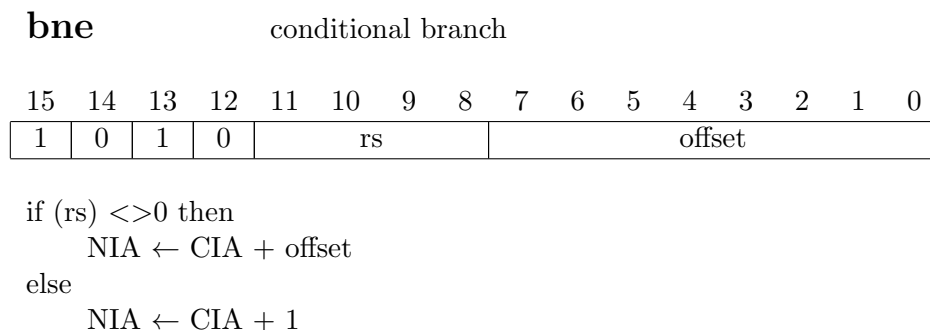 bne conditional branch
15 14 13 12 11 10 9 8 7 6 5 4 3 2 1 0
1 0 1 0 rs offset
if (rs) <>0 then
NIA ← CIA + offset
else
NIA ← CIA + 1